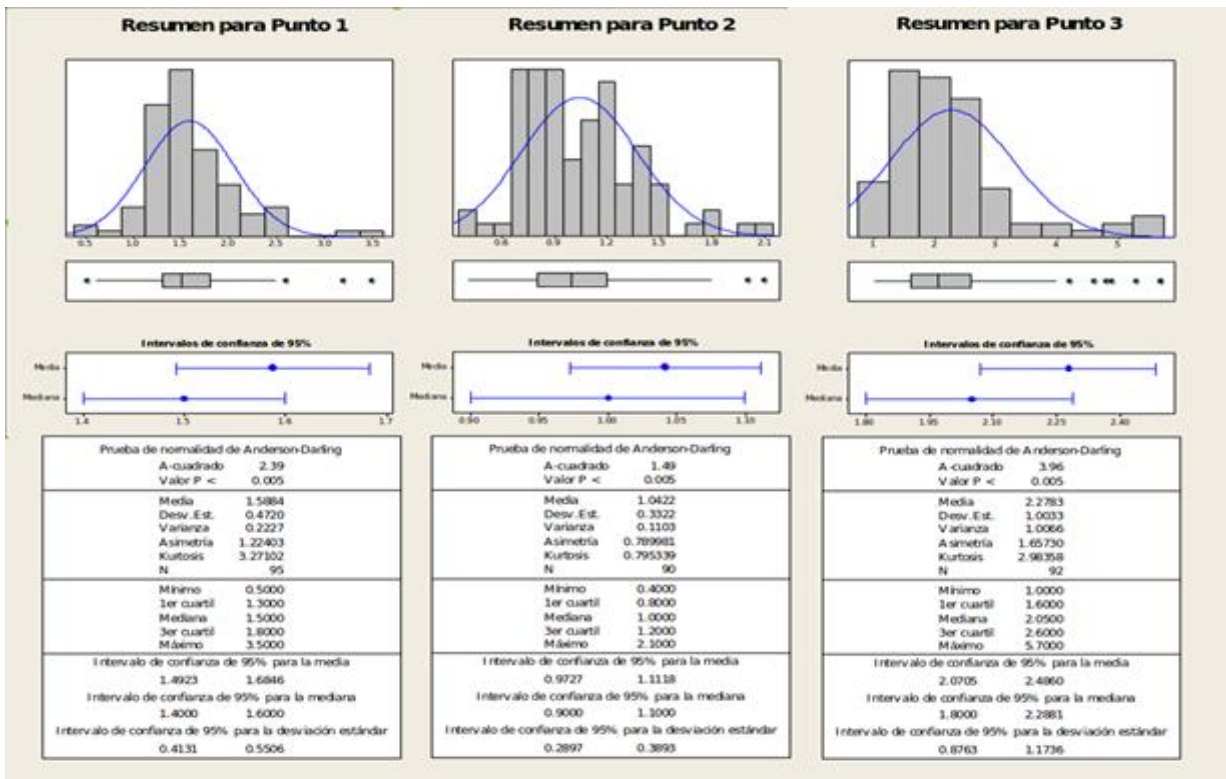 Resumen para Punto 1
0.5 1.0 1.5 2.0 2.5 3.0 3.5
Intervalos de confianza de 95%
Media
Mediana
1.4 1.5 1.6 1.7
Prueba de normalidad de Anderson-Darling
A-cuadrado 2.39
Valor P < 0.005
Media 1.5884
Desv.Est. 0.4720
Varianza 0.2227
Asimetría 1.22403
Kurtosis 3.27102
N 95
Mínimo 0.5000
1er cuartil 1.3000
Mediana 1.5000
3er cuartil 1.8000
Máximo 3.5000
Intervalo de confianza de 95% para la media
1.4923 1.6846
Intervalo de confianza de 95% para la mediana
1.4000 1.6000
Intervalo de confianza de 95% para la desviación estándar
0.4131 0.5506
Resumen para Punto 2
0.6 0.9 1.2 1.5 1.8 2.1
Intervalos de confianza de 95%
Media
Mediana
0.90 0.95 1.00 1.05 1.10
Prueba de normalidad de Anderson-Darling
A-cuadrado 1.49
Valor P < 0.005
Media 1.0422
Desv.Est. 0.3322
Varianza 0.1103
Asimetría 0.789981
Kurtosis 0.795339
N 90
Mínimo 0.4000
1er cuartil 0.8000
Mediana 1.0000
3er cuartil 1.2000
Máximo 2.1000
Intervalo de confianza de 95% para la media
0.9727 1.1118
Intervalo de confianza de 95% para la mediana
0.9000 1.1000
Intervalo de confianza de 95% para la desviación estándar
0.2897 0.3893
Resumen para Punto 3
1 2 3 4 5
Intervalos de confianza de 95%
Media
Mediana
1.80 1.95 2.10 2.25 2.40
Prueba de normalidad de Anderson-Darling
A-cuadrado 3.96
Valor P < 0.005
Media 2.2783
Desv.Est. 1.0033
Varianza 1.0066
Asimetría 1.65730
Kurtosis 2.98358
N 92
Mínimo 1.0000
1er cuartil 1.6000
Mediana 2.0500
3er cuartil 2.6000
Máximo 5.7000
Intervalo de confianza de 95% para la media
2.0705 2.4860
Intervalo de confianza de 95% para la mediana
1.8000 2.2881
Intervalo de confianza de 95% para la desviación estándar
0.8763 1.1736